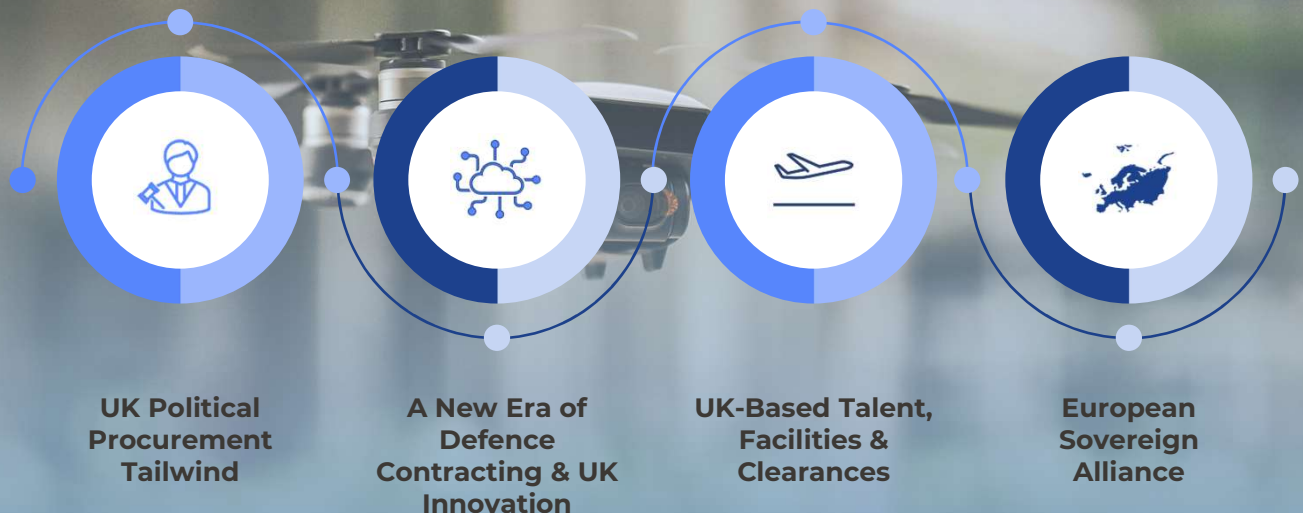 UK Political
Procurement
Tailwind
A New Era of
Defence
Contracting & UK
Innovation
UK-Based Talent,
Facilities &
Clearances
European
Sovereign
Alliance